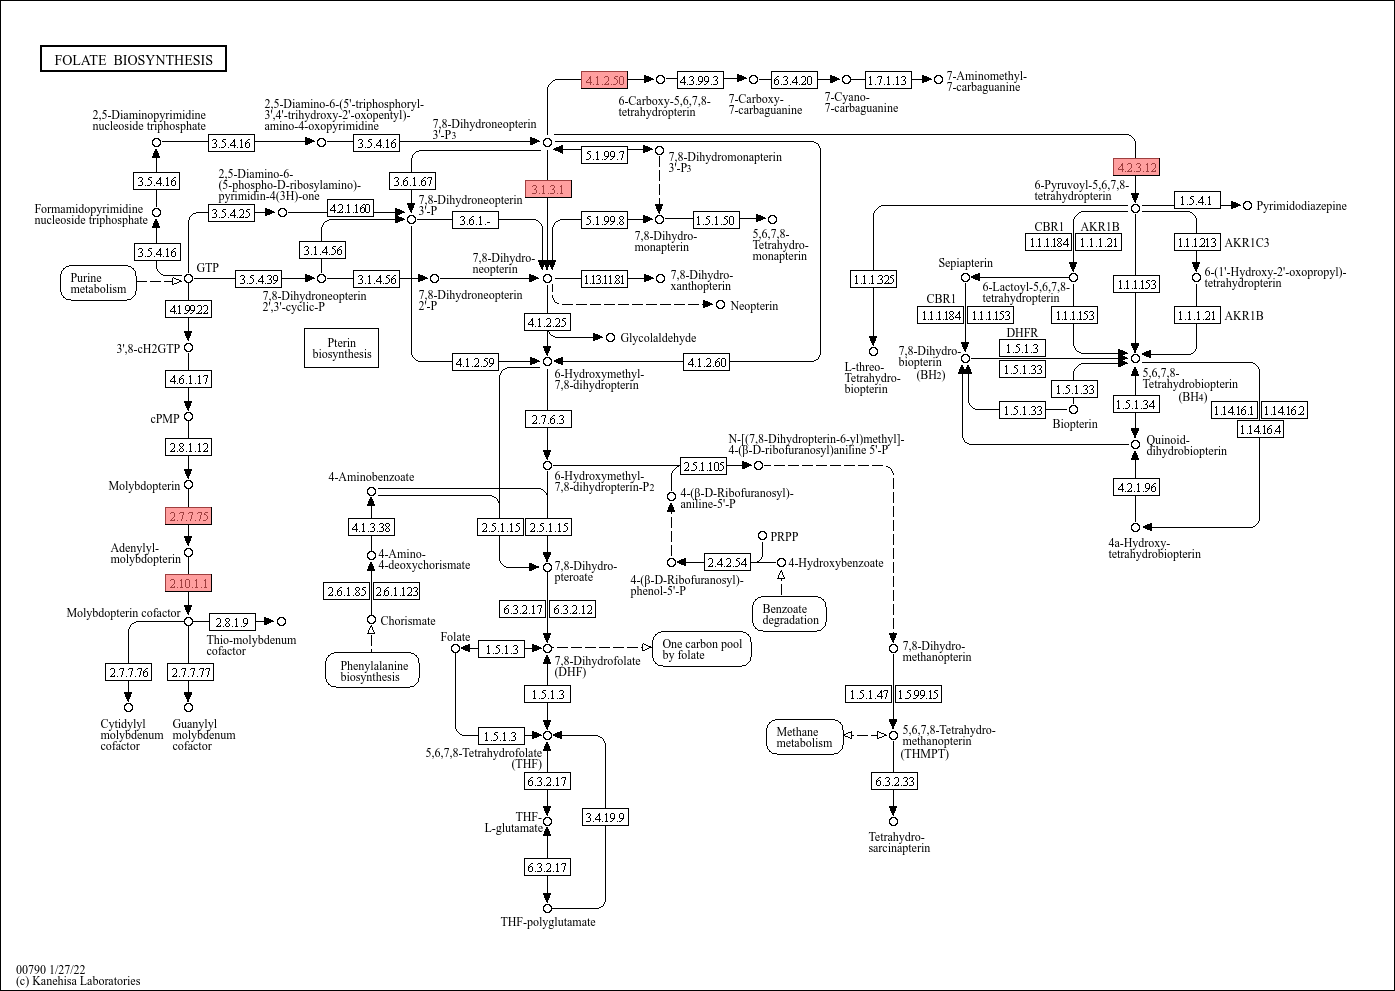 FOLATE BIOSYNTHESIS
4.1.2.50
4.3.99.3
6.3.4.20
1.7.1.13
7-Aminomethyl-
7-carbaguanine
6-Carboxy-5,6,7,8-
tetrahydropterin
7-Carboxy-
7-carbaguanine
7-Cyano-
7-carbaguanine
2,5-Diaminopyrimidine
nucleoside triphosphate
2,5-Diamino-6-(5'-triphosphoryl-
3',4'-trihydroxy-2'-oxopentyl)-
amino-4-oxopyrimidine
7,8-Dihydroneopterin
3'-P3
3.5.4.16
3.5.4.16
5.1.99.7
7,8-Dihydromonapterin
3'-P3
4.2.3.12
3.5.4.16
2,5-Diamino-6-
(5-phospho-D-ribosylamino)-
pyrimidin-4(3H)-one
3.6.1.67
3.1.3.1
6-Pyruvoyl-5,6,7,8-
tetrahydropterin
1.5.4.1
Pyrimidodiazepine
Formamidopyrimidine
nucleoside triphosphate
3.5.4.25
4.2.1.160
7,8-Dihydroneopterin
3'-P
3.6.1.-
5.1.99.8
1.5.1.50
7,8-Dihydro-
monapterin
5,6,7,8-
Tetrahydro-
monapterin
CBR1
AKR1B
1.1.1.184
1.1.1.21
1.1.1.213
AKR1C3
3.5.4.16
3.1.4.56
Purine
metabolism
GTP
3.5.4.39
3.1.4.56
7,8-Dihydro-
neopterin
1.13.11.81
7,8-Dihydro-
xanthopterin
1.1.1.325
Sepiapterin
6-Lactoyl-5,6,7,8-
tetrahydropterin
1.1.1.153
6-(1'-Hydroxy-2'-oxopropyl)-
tetrahydropterin
7,8-Dihydroneopterin
2',3'-cyclic-P
7,8-Dihydroneopterin
2'-P
Neopterin
4.1.99.22
4.1.2.25
CBR1
1.1.1.184
1.1.1.153
1.1.1.153
1.1.1.21
AKR1B
Glycolaldehyde
3',8-cH2GTP
Pterin
biosynthesis
DHFR
1.5.1.3
1.5.1.33
4.1.2.59
4.1.2.60
7,8-Dihydro-
biopterin
(BH2)
L-threo-
Tetrahydro-
biopterin
4.6.1.17
6-Hydroxymethyl-
7,8-dihydropterin
5,6,7,8-
Tetrahydrobiopterin
(BH4)
1.5.1.33
1.5.1.33
1.5.1.34
1.14.16.1
1.14.16.2
1.14.16.4
cPMP
2.7.6.3
Biopterin
2.8.1.12
N-[(7,8-Dihydropterin-6-yl)methyl]-
4-(β-D-ribofuranosyl)aniline 5'-P
Quinoid-
dihydrobiopterin
2.5.1.105
4-Aminobenzoate
6-Hydroxymethyl-
7,8-dihydropterin-P2
Molybdopterin
4-(β-D-Ribofuranosyl)-
aniline-5'-P
4.2.1.96
2.7.7.75
4.1.3.38
2.5.1.15
2.5.1.15
PRPP
4a-Hydroxy-
tetrahydrobiopterin
Adenylyl-
molybdopterin
4-Amino-
4-deoxychorismate
7,8-Dihydro-
pteroate
2.4.2.54
4-Hydroxybenzoate
4-(β-D-Ribofuranosyl)-
phenol-5'-P
2.10.1.1
2.6.1.85
2.6.1.123
6.3.2.17
6.3.2.12
Benzoate
degradation
Molybdopterin cofactor
2.8.1.9
Thio-molybdenum
cofactor
Chorismate
Folate
1.5.1.3
7,8-Dihydrofolate
(DHF)
One carbon pool
by folate
7,8-Dihydro-
methanopterin
2.7.7.76
2.7.7.77
Phenylalanine
biosynthesis
1.5.1.3
1.5.1.47
1.5.99.15
Cytidylyl
molybdenum
cofactor
Guanylyl
molybdenum
cofactor
1.5.1.3
5,6,7,8-Tetrahydrofolate
(THF)
Methane
metabolism
5,6,7,8-Tetrahydro-
methanopterin
(THMPT)
6.3.2.17
6.3.2.33
THF-
L-glutamate
3.4.19.9
Tetrahydro-
sarcinapterin
6.3.2.17
THF-polyglutamate
00790 1/27/22
(c) Kanehisa Laboratories